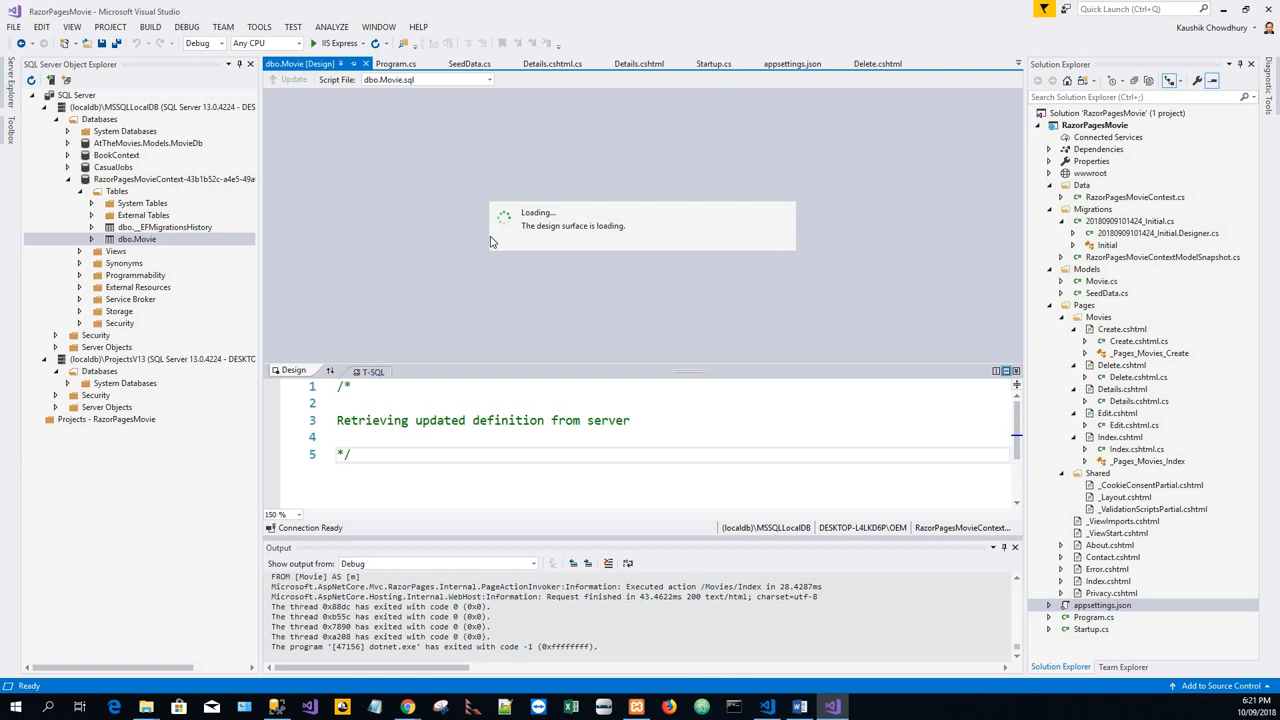 RazorPagesMovie - Microsoft Visual Studio
Quick Launch (Ctrl+Q)
FILE EDIT VIEW PROJECT BUILD DEBUG TEAM TOOLS TEST ANALYZE WINDOW HELP
Kaushik Chowdhury
Debug Any CPU IIS Express
Server Explorer
Toolbox
SQL Server Object Explorer
SQL Server
(localdb)\MSSQLLocalDB (SQL Server 13.0.4224 - DES
Databases
System Databases
AtTheMovies.Models.MovieDb
BookContext
CasualJobs
RazorPagesMovieContext-43b1b52c-a4e5-49a
Tables
System Tables
External Tables
dbo.__EFMigrationsHistory
dbo.Movie
Views
Synonyms
Programmability
External Resources
Service Broker
Storage
Security
Security
Server Objects
(localdb)\ProjectsV13 (SQL Server 13.0.4224 - DESKTO
Databases
System Databases
Security
Server Objects
Projects - RazorPagesMovie
dbo.Movie [Design] Program.cs SeedData.cs Details.cshtml.cs Details.cshtml Startup.cs appsettings.json Delete.cshtml
Update Script File: dbo.Movie.sql
Loading...
The design surface is loading.
Design T-SQL
1 /*
2
3 Retrieving updated definition from server
4
5 */
150 %
Connection Ready (localdb)\MSSQLLocalDB DESKTOP-L4LKD6P\OEM RazorPagesMovieContext...
Output
Show output from: Debug
FROM [Movie] AS [m]
Microsoft.AspNetCore.Mvc.RazorPages.Internal.PageActionInvoker:Information: Executed action /Movies/Index in 28.4287ms
Microsoft.AspNetCore.Hosting.Internal.WebHost:Information: Request finished in 43.4622ms 200 text/html; charset=utf-8
The thread 0x88dc has exited with code 0 (0x0).
The thread 0xb55c has exited with code 0 (0x0).
The thread 0x7890 has exited with code 0 (0x0).
The thread 0xa208 has exited with code 0 (0x0).
The program '[47156] dotnet.exe' has exited with code -1 (0xffffffff).
Solution Explorer
Search Solution Explorer (Ctrl+;)
Solution 'RazorPagesMovie' (1 project)
RazorPagesMovie
Connected Services
Dependencies
Properties
wwwroot
Data
RazorPagesMovieContext.cs
Migrations
20180909101424_Initial.cs
20180909101424_Initial.Designer.cs
Initial
RazorPagesMovieContextModelSnapshot.cs
Models
Movie.cs
SeedData.cs
Pages
Movies
Create.cshtml
Create.cshtml.cs
_Pages_Movies_Create
Delete.cshtml
Delete.cshtml.cs
Details.cshtml
Details.cshtml.cs
Edit.cshtml
Edit.cshtml.cs
Index.cshtml
Index.cshtml.cs
_Pages_Movies_Index
Shared
_CookieConsentPartial.cshtml
_Layout.cshtml
_ValidationScriptsPartial.cshtml
_ViewImports.cshtml
_ViewStart.cshtml
About.cshtml
Contact.cshtml
Error.cshtml
Index.cshtml
Privacy.cshtml
appsettings.json
Program.cs
Startup.cs
Solution Explorer Team Explorer
Diagnostic Tools
Ready
Add to Source Control
6:21 PM
10/09/2018